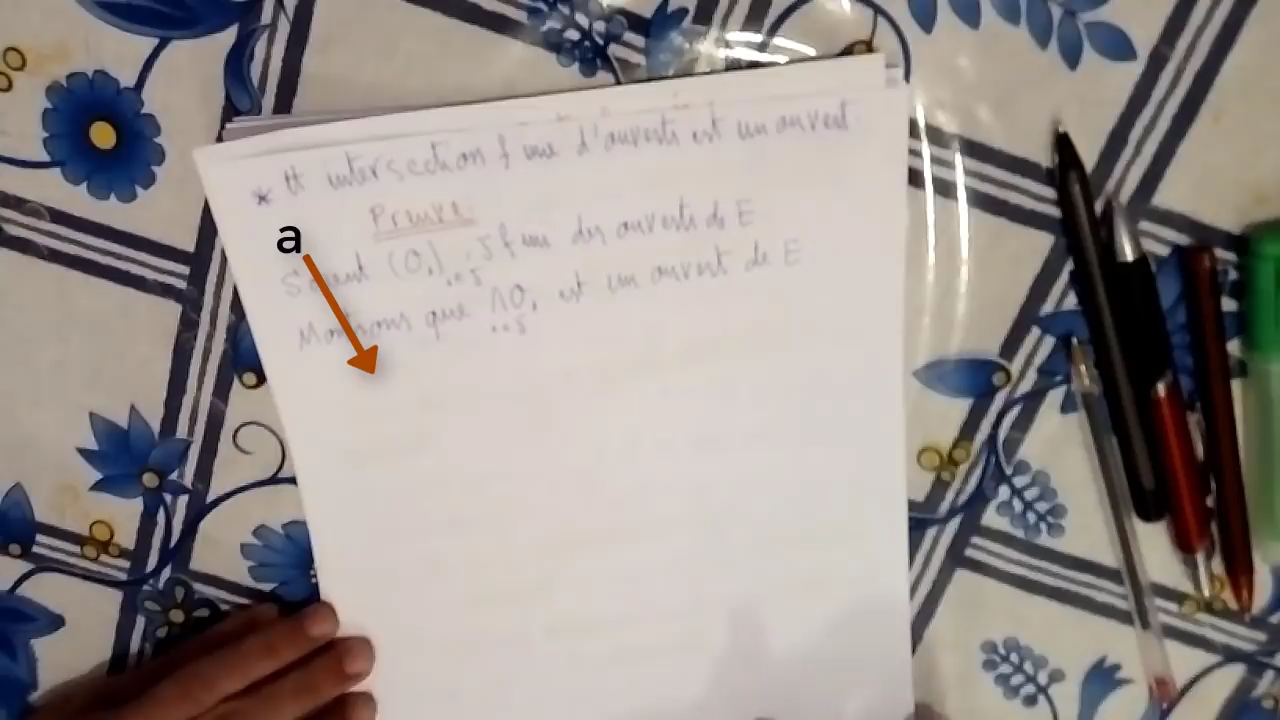 * tt intersection finie d'ouverts est un ouvert.
Preuve
Soient (Oi)i∈J, J finie des ouverts de E
Montrons que ∩Oi i∈J est un ouvert de E
a